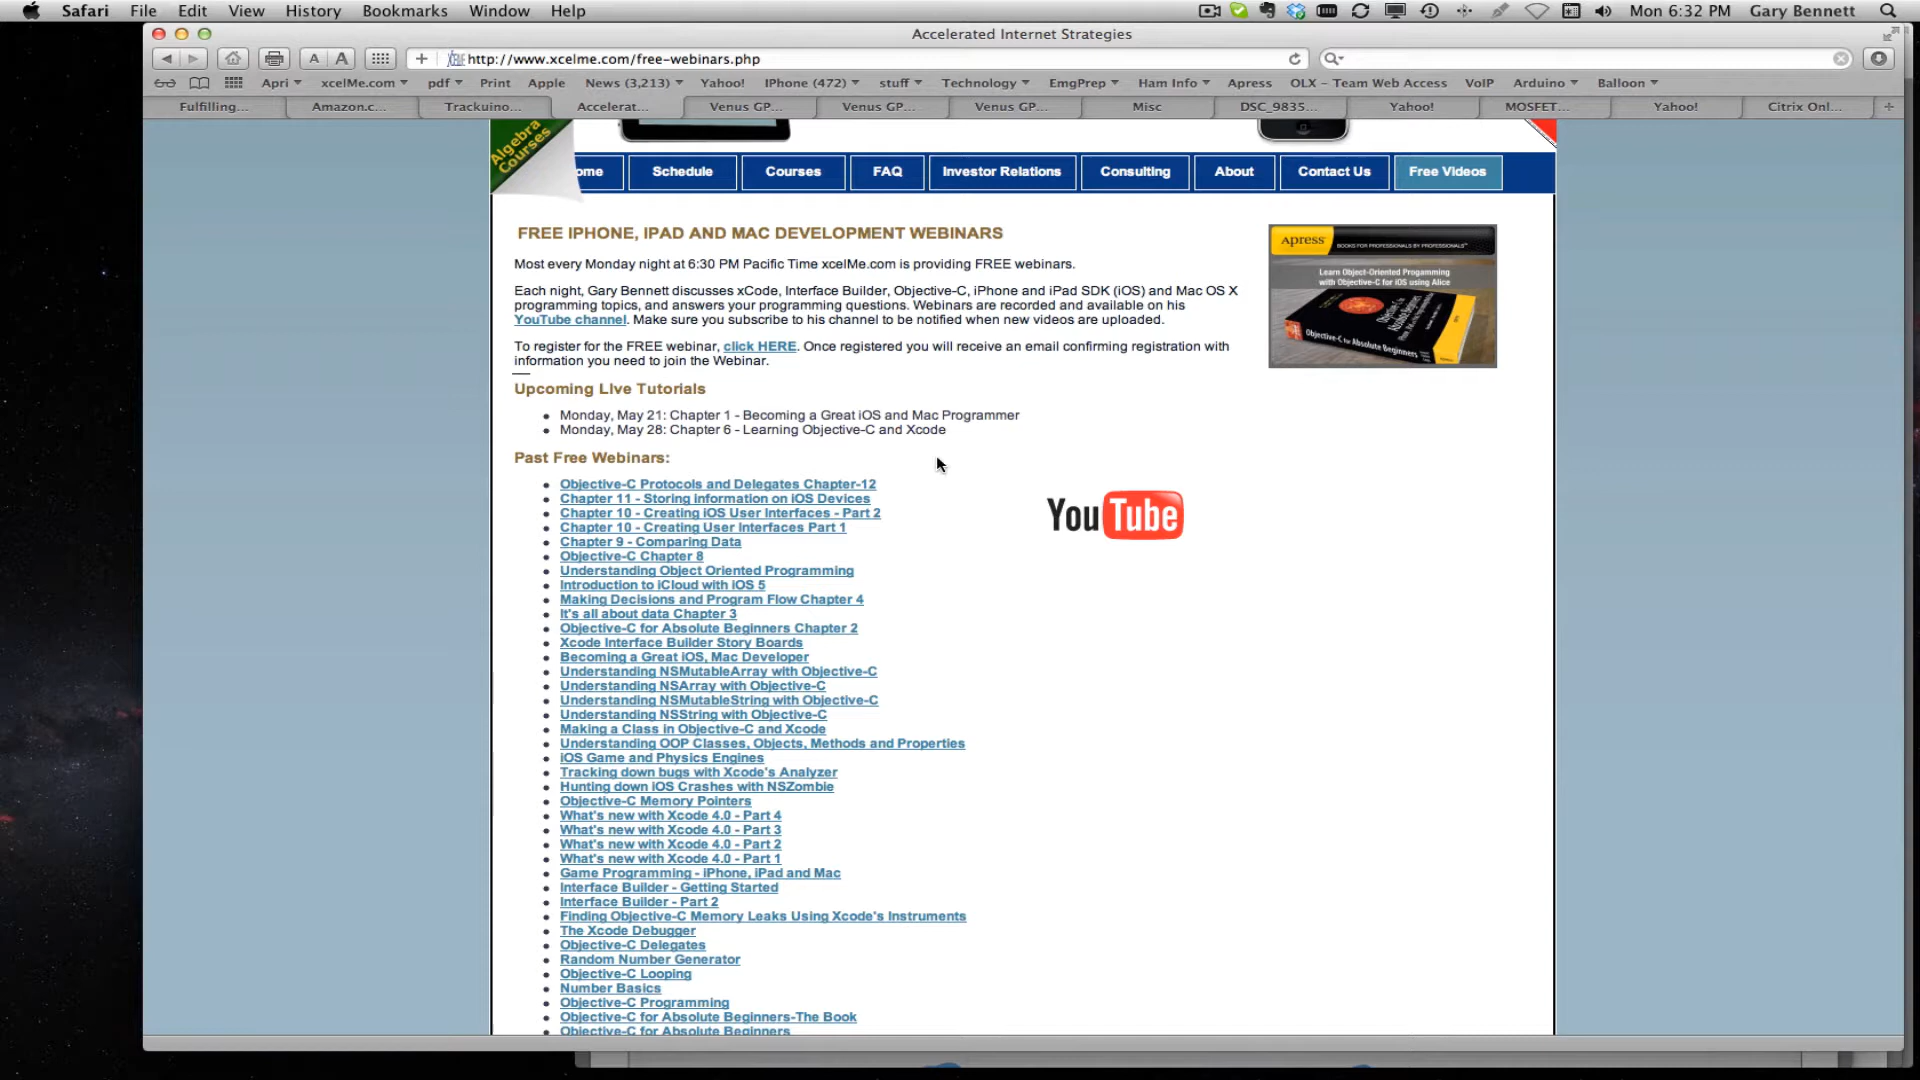 Safari File Edit View History Bookmarks Window Help Mon 6:32 PM Gary Bennett
Accelerated Internet Strategies
http://www.xcelme.com/free-webinars.php
Apri xcelMe.com pdf Print Apple News (3,213) Yahoo! IPhone (472) stuff Technology EmgPrep Ham Info Apress OLX - Team Web Access VoIP Arduino Balloon
Fulfilling... Amazon.c... Trackuino... Accelerat... Venus GP... Venus GP... Venus GP... Misc DSC_9835... Yahoo! MOSFET... Yahoo! Citrix Onl...
Algebra
Courses
ome Schedule Courses FAQ Investor Relations Consulting About Contact Us Free Videos
FREE IPHONE, IPAD AND MAC DEVELOPMENT WEBINARS
Most every Monday night at 6:30 PM Pacific Time xcelMe.com is providing FREE webinars.
Each night, Gary Bennett discusses xCode, Interface Builder, Objective-C, iPhone and iPad SDK (iOS) and Mac OS X
programming topics, and answers your programming questions. Webinars are recorded and available on his
YouTube channel. Make sure you subscribe to his channel to be notified when new videos are uploaded.
To register for the FREE webinar, click HERE. Once registered you will receive an email confirming registration with
information you need to join the Webinar.
Apress BOOKS FOR PROFESSIONALS BY PROFESSIONALS
Learn Object-Oriented Progamming
with Objective-C for iOS using Alice
Objective-C for Absolute Beginners
Upcoming LIve Tutorials
Monday, May 21: Chapter 1 - Becoming a Great iOS and Mac Programmer
Monday, May 28: Chapter 6 - Learning Objective-C and Xcode
Past Free Webinars:
Objective-C Protocols and Delegates Chapter-12
Chapter 11 - Storing information on iOS Devices
Chapter 10 - Creating iOS User Interfaces - Part 2
Chapter 10 - Creating User Interfaces Part 1
Chapter 9 - Comparing Data
Objective-C Chapter 8
Understanding Object Oriented Programming
Introduction to iCloud with iOS 5
Making Decisions and Program Flow Chapter 4
It's all about data Chapter 3
Objective-C for Absolute Beginners Chapter 2
Xcode Interface Builder Story Boards
Becoming a Great iOS, Mac Developer
Understanding NSMutableArray with Objective-C
Understanding NSArray with Objective-C
Understanding NSMutableString with Objective-C
Understanding NSString with Objective-C
Making a Class in Objective-C and Xcode
Understanding OOP Classes, Objects, Methods and Properties
iOS Game and Physics Engines
Tracking down bugs with Xcode's Analyzer
Hunting down iOS Crashes with NSZombie
Objective-C Memory Pointers
What's new with Xcode 4.0 - Part 4
What's new with Xcode 4.0 - Part 3
What's new with Xcode 4.0 - Part 2
What's new with Xcode 4.0 - Part 1
Game Programming - iPhone, iPad and Mac
Interface Builder - Getting Started
Interface Builder - Part 2
Finding Objective-C Memory Leaks Using Xcode's Instruments
The Xcode Debugger
Objective-C Delegates
Random Number Generator
Objective-C Looping
Number Basics
Objective-C Programming
Objective-C for Absolute Beginners-The Book
Objective-C for Absolute Beginners
YouTube